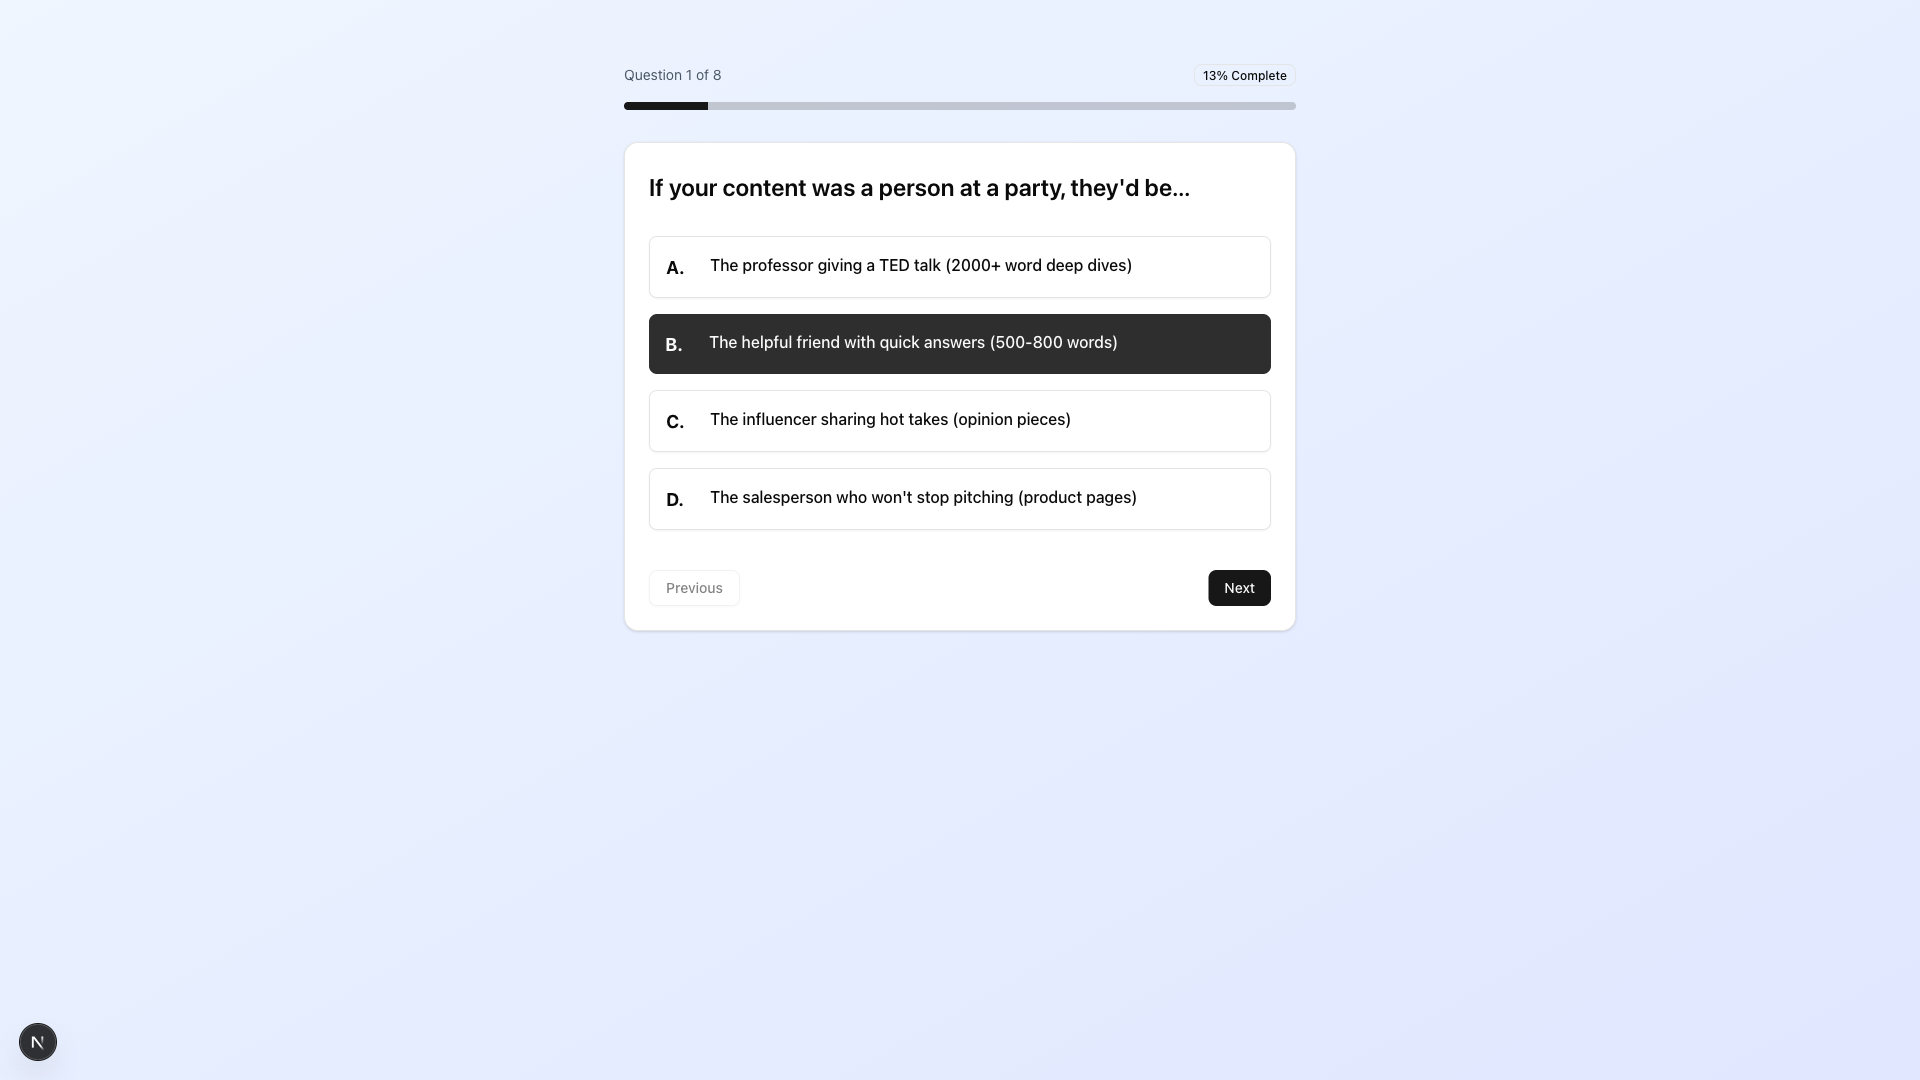 Question 1 of 8
13% Complete
If your content was a person at a party, they'd be...
A. The professor giving a TED talk (2000+ word deep dives)
B. The helpful friend with quick answers (500-800 words)
C. The influencer sharing hot takes (opinion pieces)
D. The salesperson who won't stop pitching (product pages)
Previous
Next
N